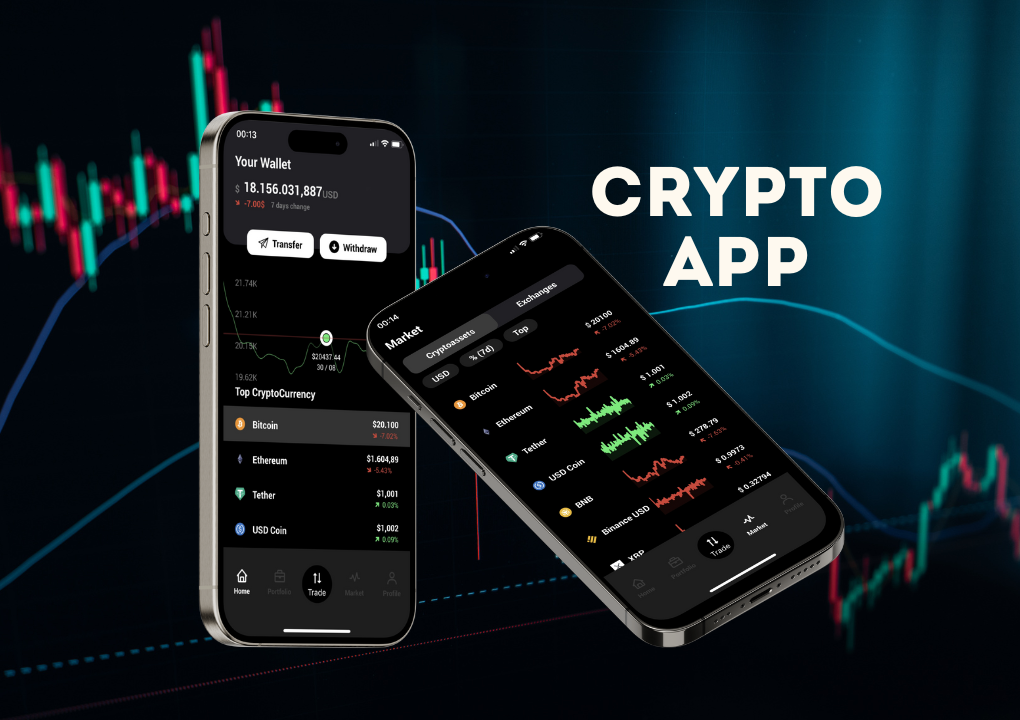 CRYPTO
APP
00:13
Your Wallet
$ 18.156.031,887USD
-7.00$ 7 days change
Transfer
Withdraw
21.74K
21.21K
20.15K
$20437.44
30 / 08
19.62K
Top CryptoCurrency
Bitcoin $20.100
-7.02%
Ethereum $1.604,89
-5.43%
Tether $1,001
0.03%
USD Coin $1,002
0.09%
Home Portfolio Trade Market Profile
00:14
Market
Cryptoassets Exchanges
USD % (7d) Top
Bitcoin $ 20100
-7.02%
Ethereum $ 1604,89
-5.43%
Tether $ 1.001
0.03%
USD Coin $ 1.002
0.09%
BNB $ 278.79
-7.53%
Binance USD $ 0.9973
-0.41%
XRP $ 0.32794
Home Portfolio Trade Market Profile